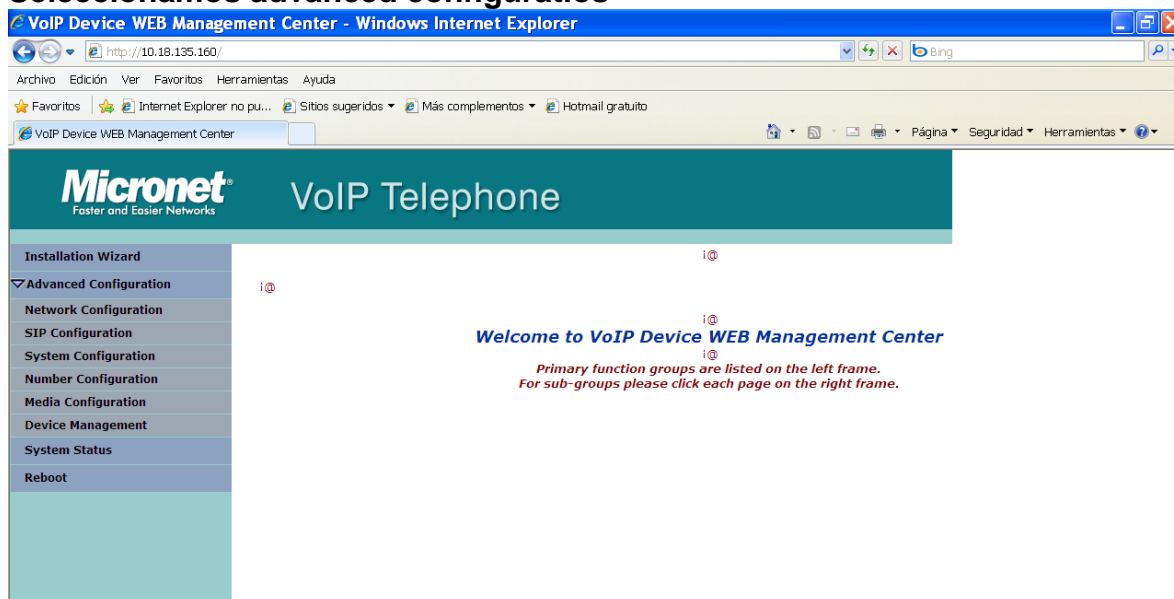 Seleccionamos advanced configuratios
VoIP Device WEB Management Center - Windows Internet Explorer
http://10.18.135.160/
Bing
Archivo Edición Ver Favoritos Herramientas Ayuda
Favoritos Internet Explorer no pu... Sitios sugeridos Más complementos Hotmail gratuito
VoIP Device WEB Management Center
Página Seguridad Herramientas
Micronet®
Faster and Easier Networks
VoIP Telephone
Installation Wizard
Advanced Configuration
Network Configuration
SIP Configuration
System Configuration
Number Configuration
Media Configuration
Device Management
System Status
Reboot
¡@
¡@
¡@
Welcome to VoIP Device WEB Management Center
¡@
Primary function groups are listed on the left frame.
For sub-groups please click each page on the right frame.